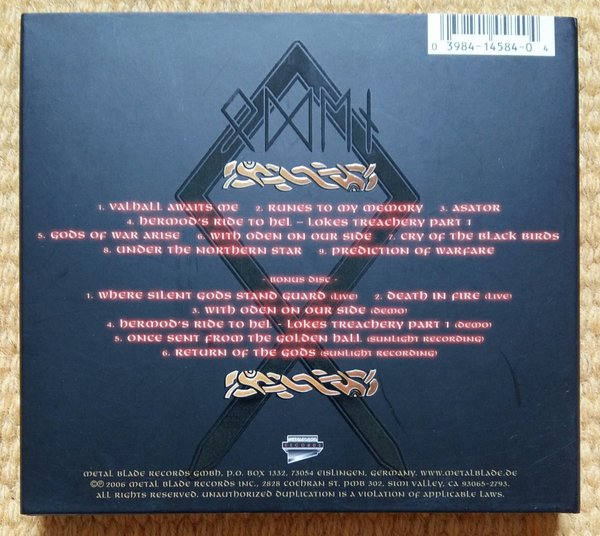 0 3984-14584-0 4
1. VALHALL AWAITS ME 2. RUNES TO MY MEMORY 3. ASATOR
4. HERMOD'S RIDE TO HEL - LOKES TREACHERY PART 1
5. GODS OF WAR ARISE 6. WITH ODEN ON OUR SIDE 7. CRY OF THE BLACK BIRDS
8. UNDER THE NORTHERN STAR 9. PREDICTION OF WARFARE
- BONUS DISC -
1. WHERE SILENT GODS STAND GUARD (LIVE) 2. DEATH IN FIRE (LIVE)
3. WITH ODEN ON OUR SIDE (DEMO)
4. HERMOD'S RIDE TO HEL - LOKES TREACHERY PART 1 (DEMO)
5. ONCE SENT FROM THE GOLDEN HALL (SUNLIGHT RECORDING)
6. RETURN OF THE GODS (SUNLIGHT RECORDING)
RECORDS
METAL BLADE RECORDS GMBH, P.O. BOX 1332, 73054 EISLINGEN, GERMANY. WWW.METALBLADE.DE
©℗ 2006 METAL BLADE RECORDS INC., 2828 COCHRAN ST. PMB 302, SIMI VALLEY, CA 93065-2793.
ALL RIGHTS RESERVED. UNAUTHORIZED DUPLICATION IS A VIOLATION OF APPLICABLE LAWS.